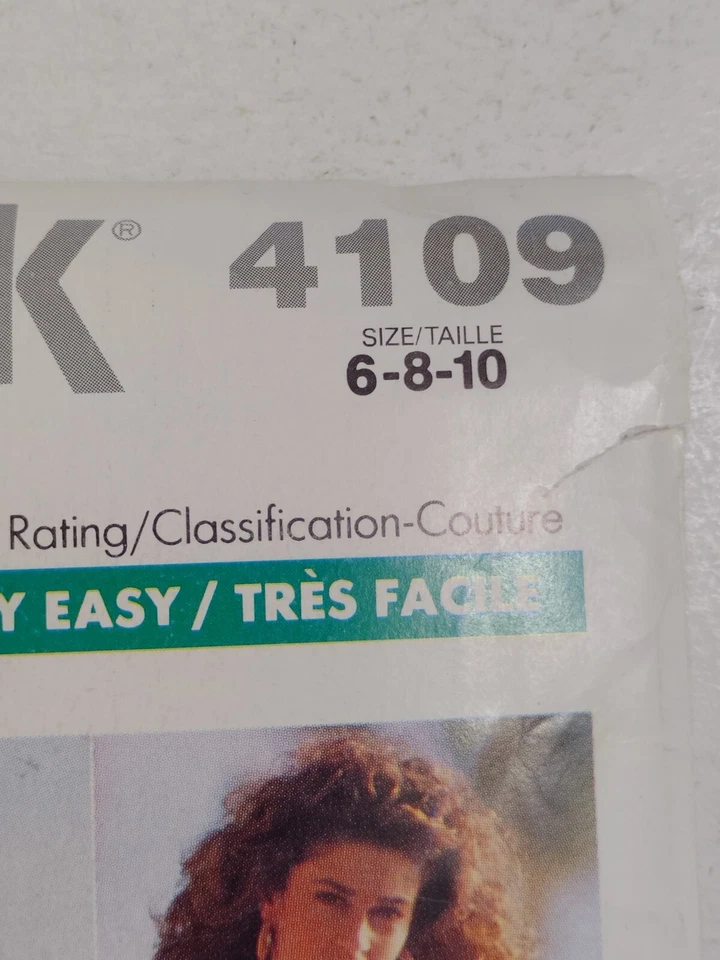 k® 4109
SIZE/TAILLE
6-8-10
Rating/Classification-Couture
Y EASY / TRÈS FACILE